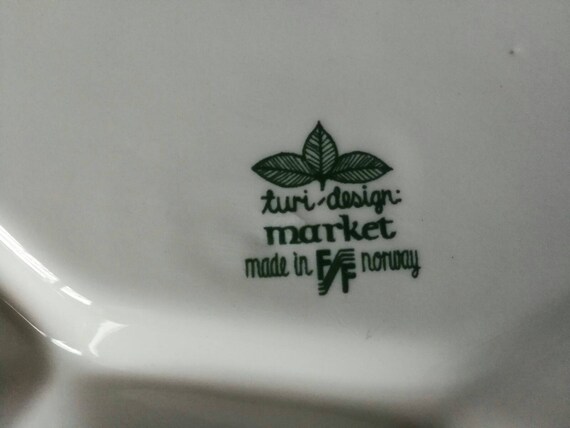 turi-design:
market
made in F/F norway